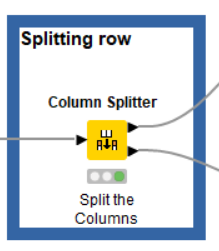 Splitting row
Column Splitter
Split the
Columns